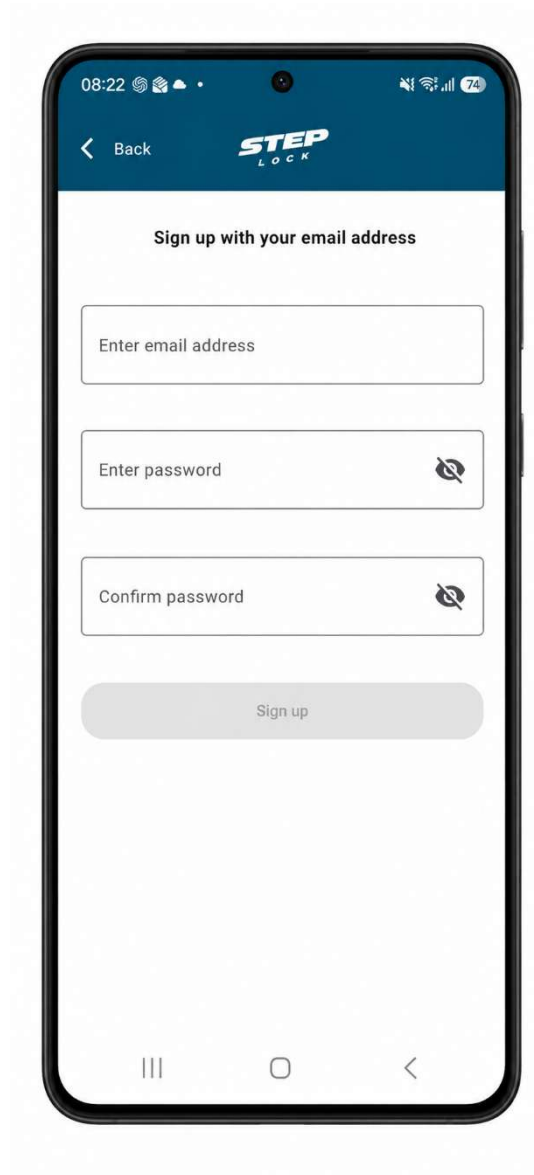 08:22
74
Back
STEP
LOCK
Sign up with your email address
Enter email address
Enter password
Confirm password
Sign up